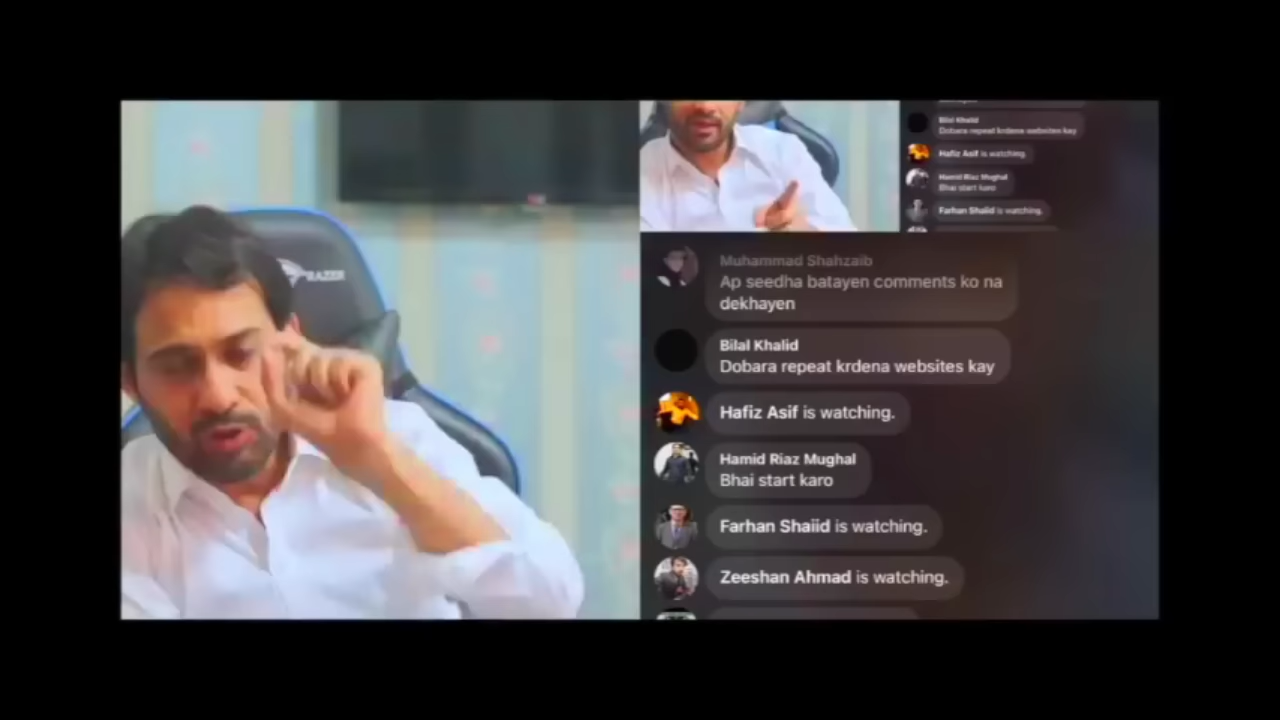 RAZER
Bilal Khalid
Dobara repeat krdena websites kay
Hafiz Asif is watching.
Hamid Riaz Mughal
Bhai start karo
Farhan Shaiid is watching.
Muhammad Shahzaib
Ap seedha batayen comments ko na
dekhayen
Bilal Khalid
Dobara repeat krdena websites kay
Hafiz Asif is watching.
Hamid Riaz Mughal
Bhai start karo
Farhan Shaiid is watching.
Zeeshan Ahmad is watching.